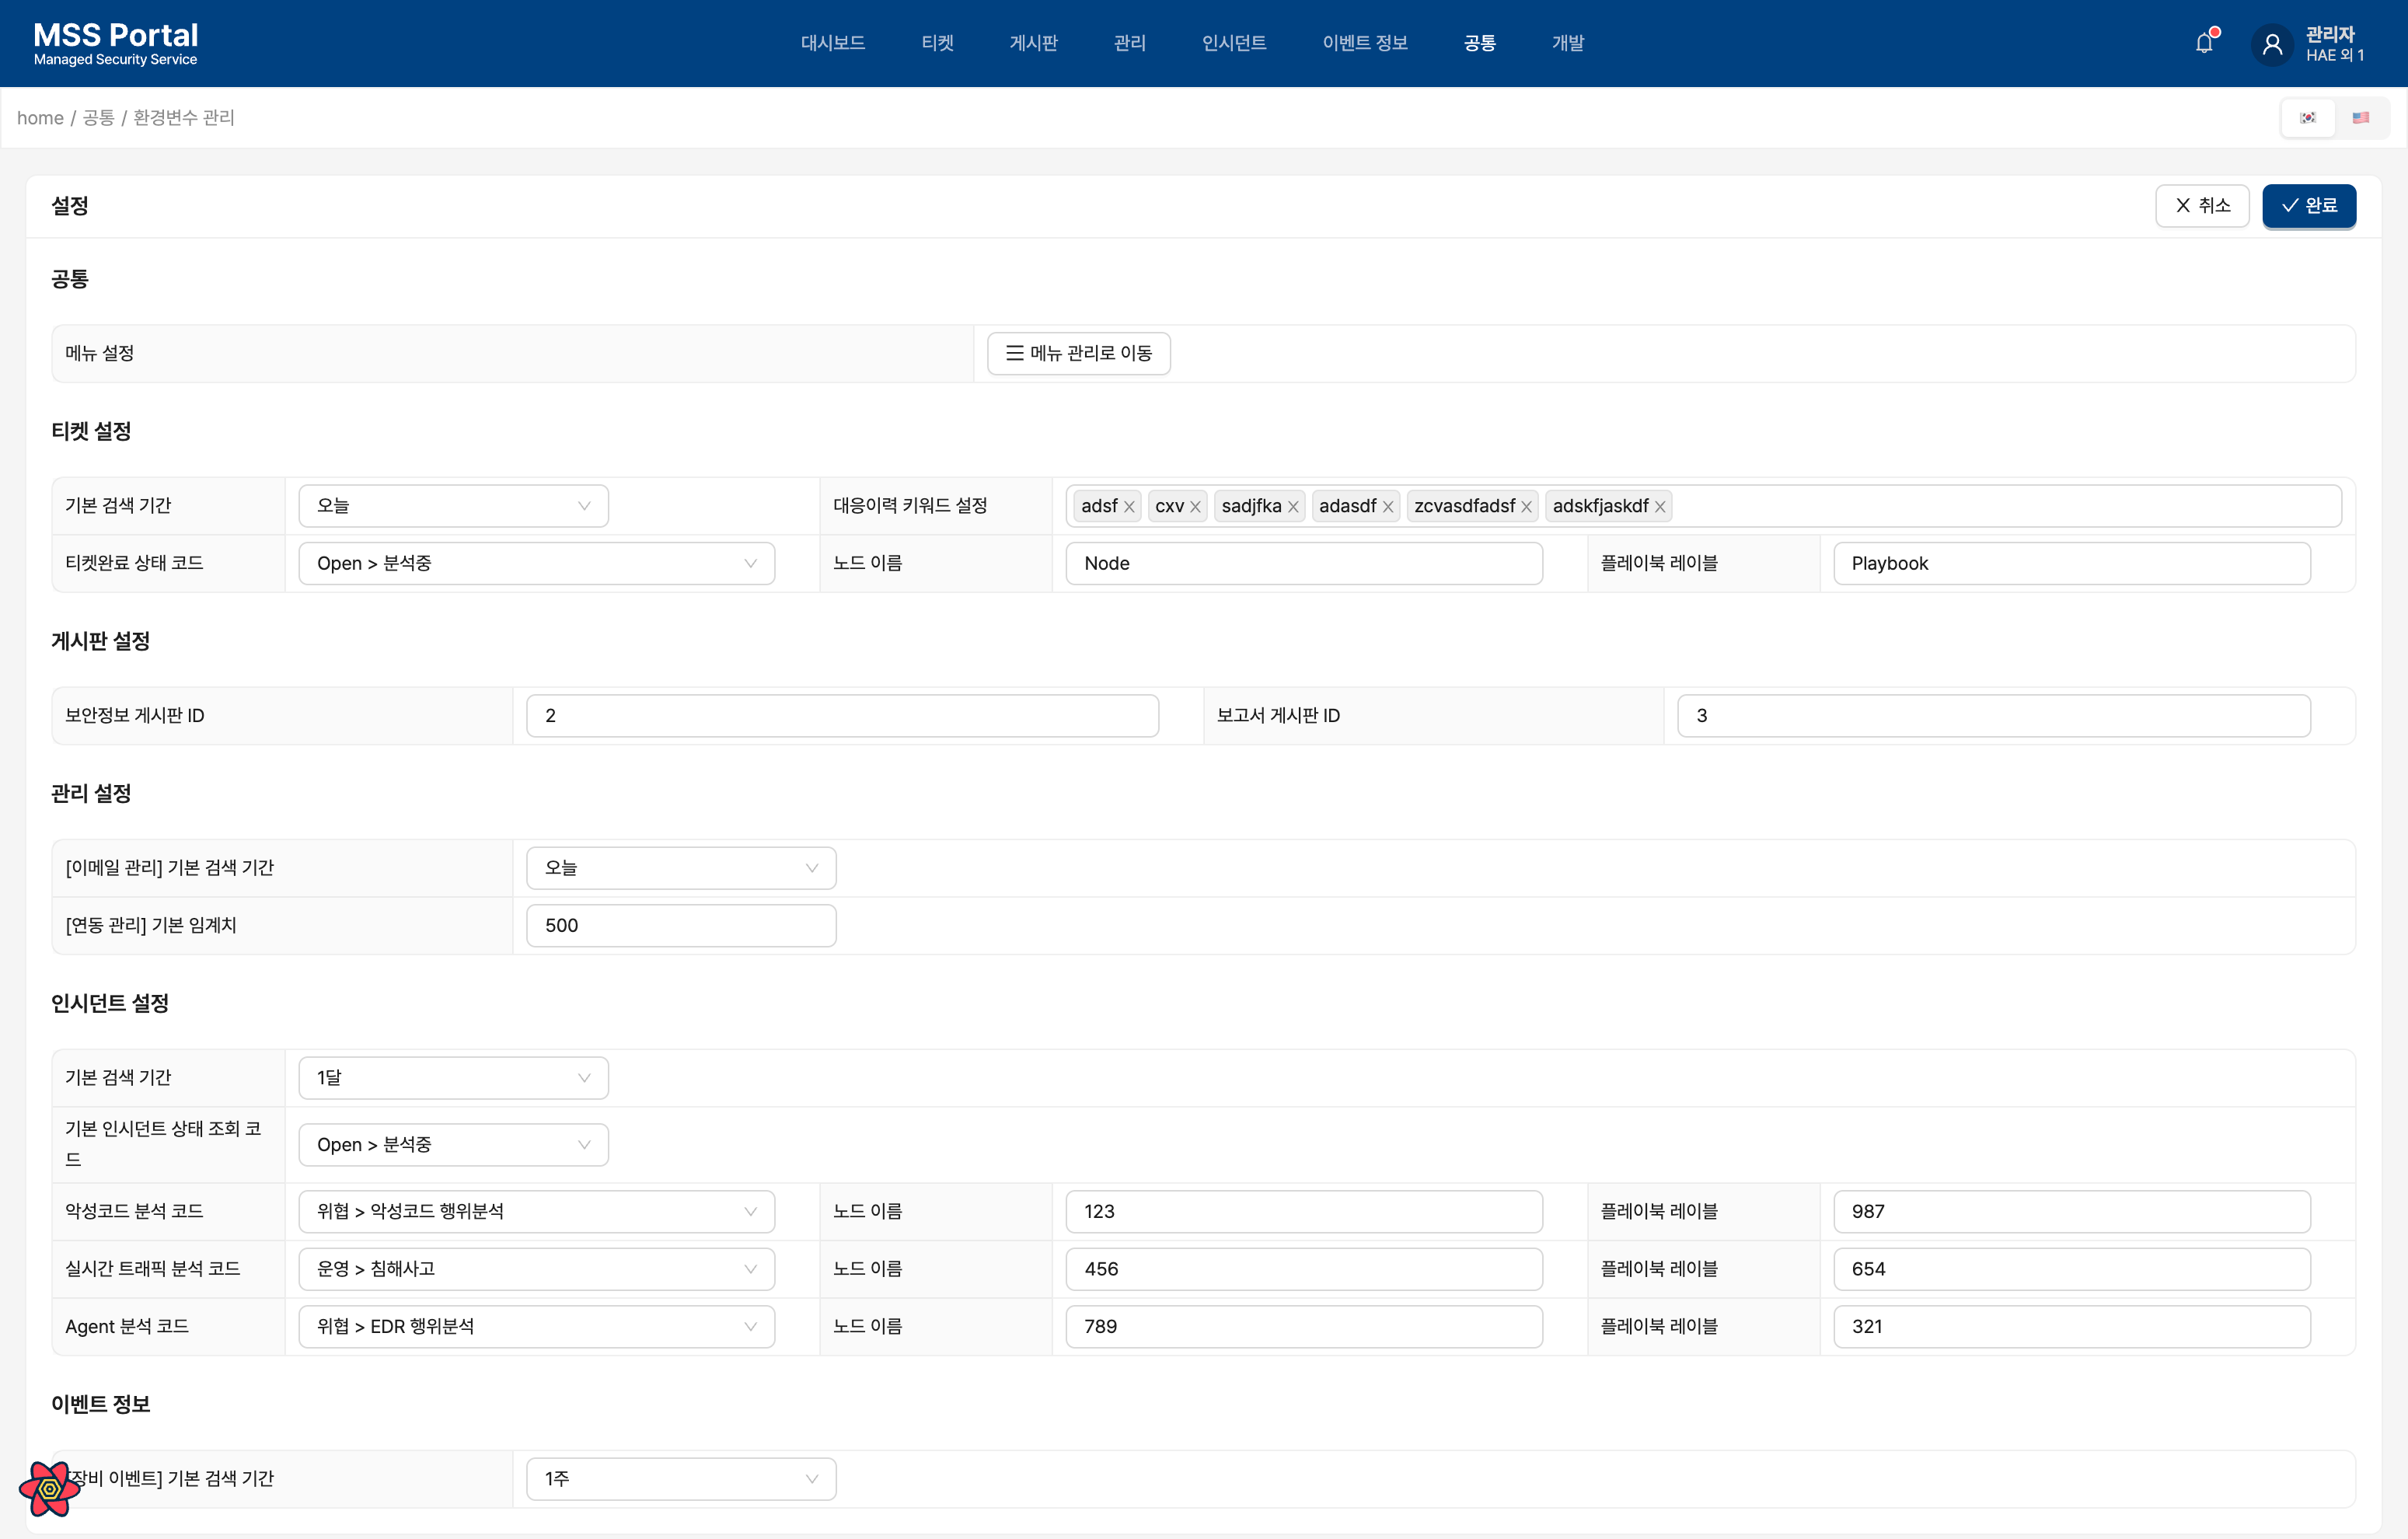 MSS Portal
Managed Security Service
대시보드 티켓 게시판 관리 인시던트 이벤트 정보 공통 개발
관리자
HAE 외 1
home / 공통 / 환경변수 관리
설정 취소 완료
공통
메뉴 설정 메뉴 관리로 이동
티켓 설정
기본 검색 기간 오늘 대응이력 키워드 설정 adsf cxv sadjfka adasdf zcvasdfadsf adskfjaskdf
티켓완료 상태 코드 Open > 분석중 노드 이름 Node 플레이북 레이블 Playbook
게시판 설정
보안정보 게시판 ID 2 보고서 게시판 ID 3
관리 설정
[이메일 관리] 기본 검색 기간 오늘
[연동 관리] 기본 임계치 500
인시던트 설정
기본 검색 기간 1달
기본 인시던트 상태 조회 코
드
Open > 분석중
악성코드 분석 코드 위협 > 악성코드 행위분석 노드 이름 123 플레이북 레이블 987
실시간 트래픽 분석 코드 운영 > 침해사고 노드 이름 456 플레이북 레이블 654
Agent 분석 코드 위협 > EDR 행위분석 노드 이름 789 플레이북 레이블 321
이벤트 정보
[장비 이벤트] 기본 검색 기간 1주